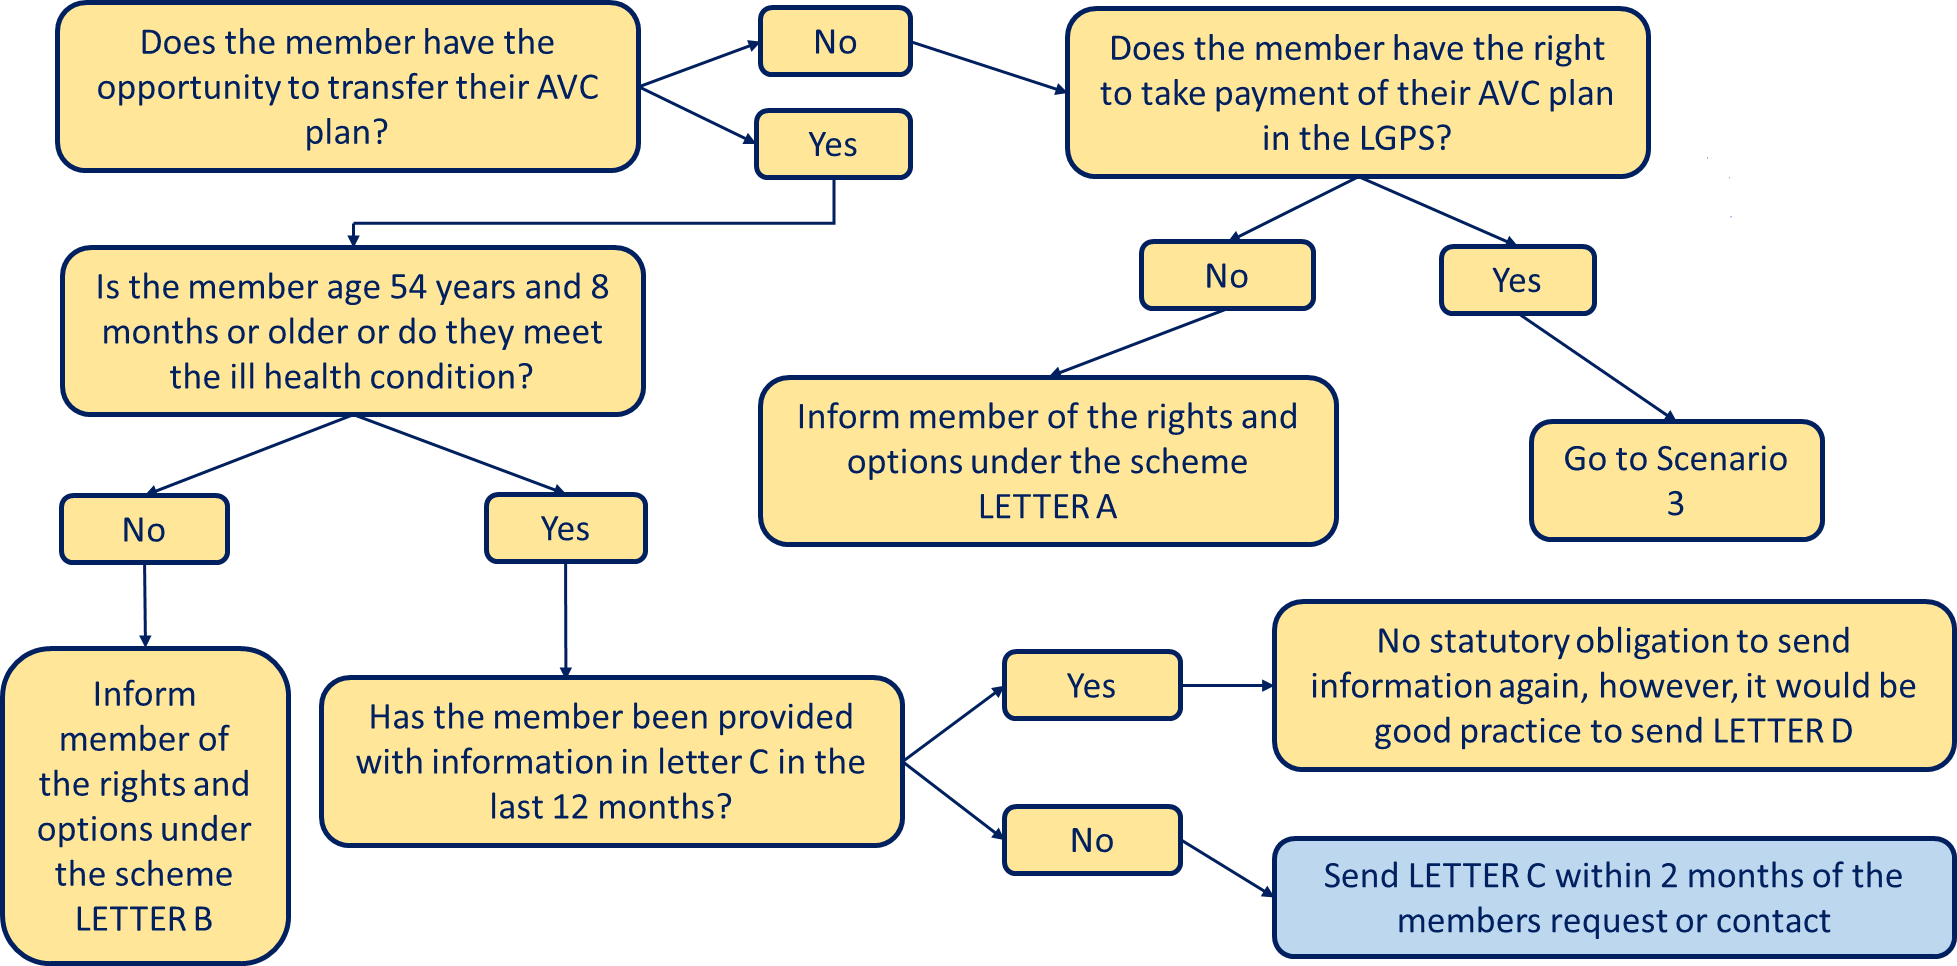 Does the member have the
opportunity to transfer their AVC
plan?
No
Yes
Does the member have the right
to take payment of their AVC plan
in the LGPS?
No
Yes
Inform member of the rights and
options under the scheme
LETTER A
Go to Scenario
3
Is the member age 54 years and 8
months or older or do they meet
the ill health condition?
No
Yes
Inform
member of
the rights and
options under
the scheme
LETTER B
Has the member been provided
with information in letter C in the
last 12 months?
Yes
No
No statutory obligation to send
information again, however, it would be
good practice to send LETTER D
Send LETTER C within 2 months of the
members request or contact